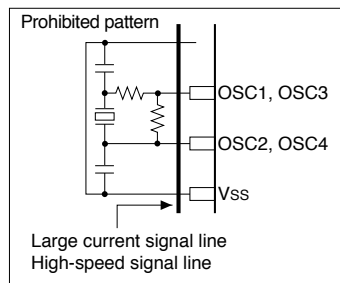 Prohibited pattern
OSC1, OSC3
OSC2, OSC4
VSS
Large current signal line
High-speed signal line